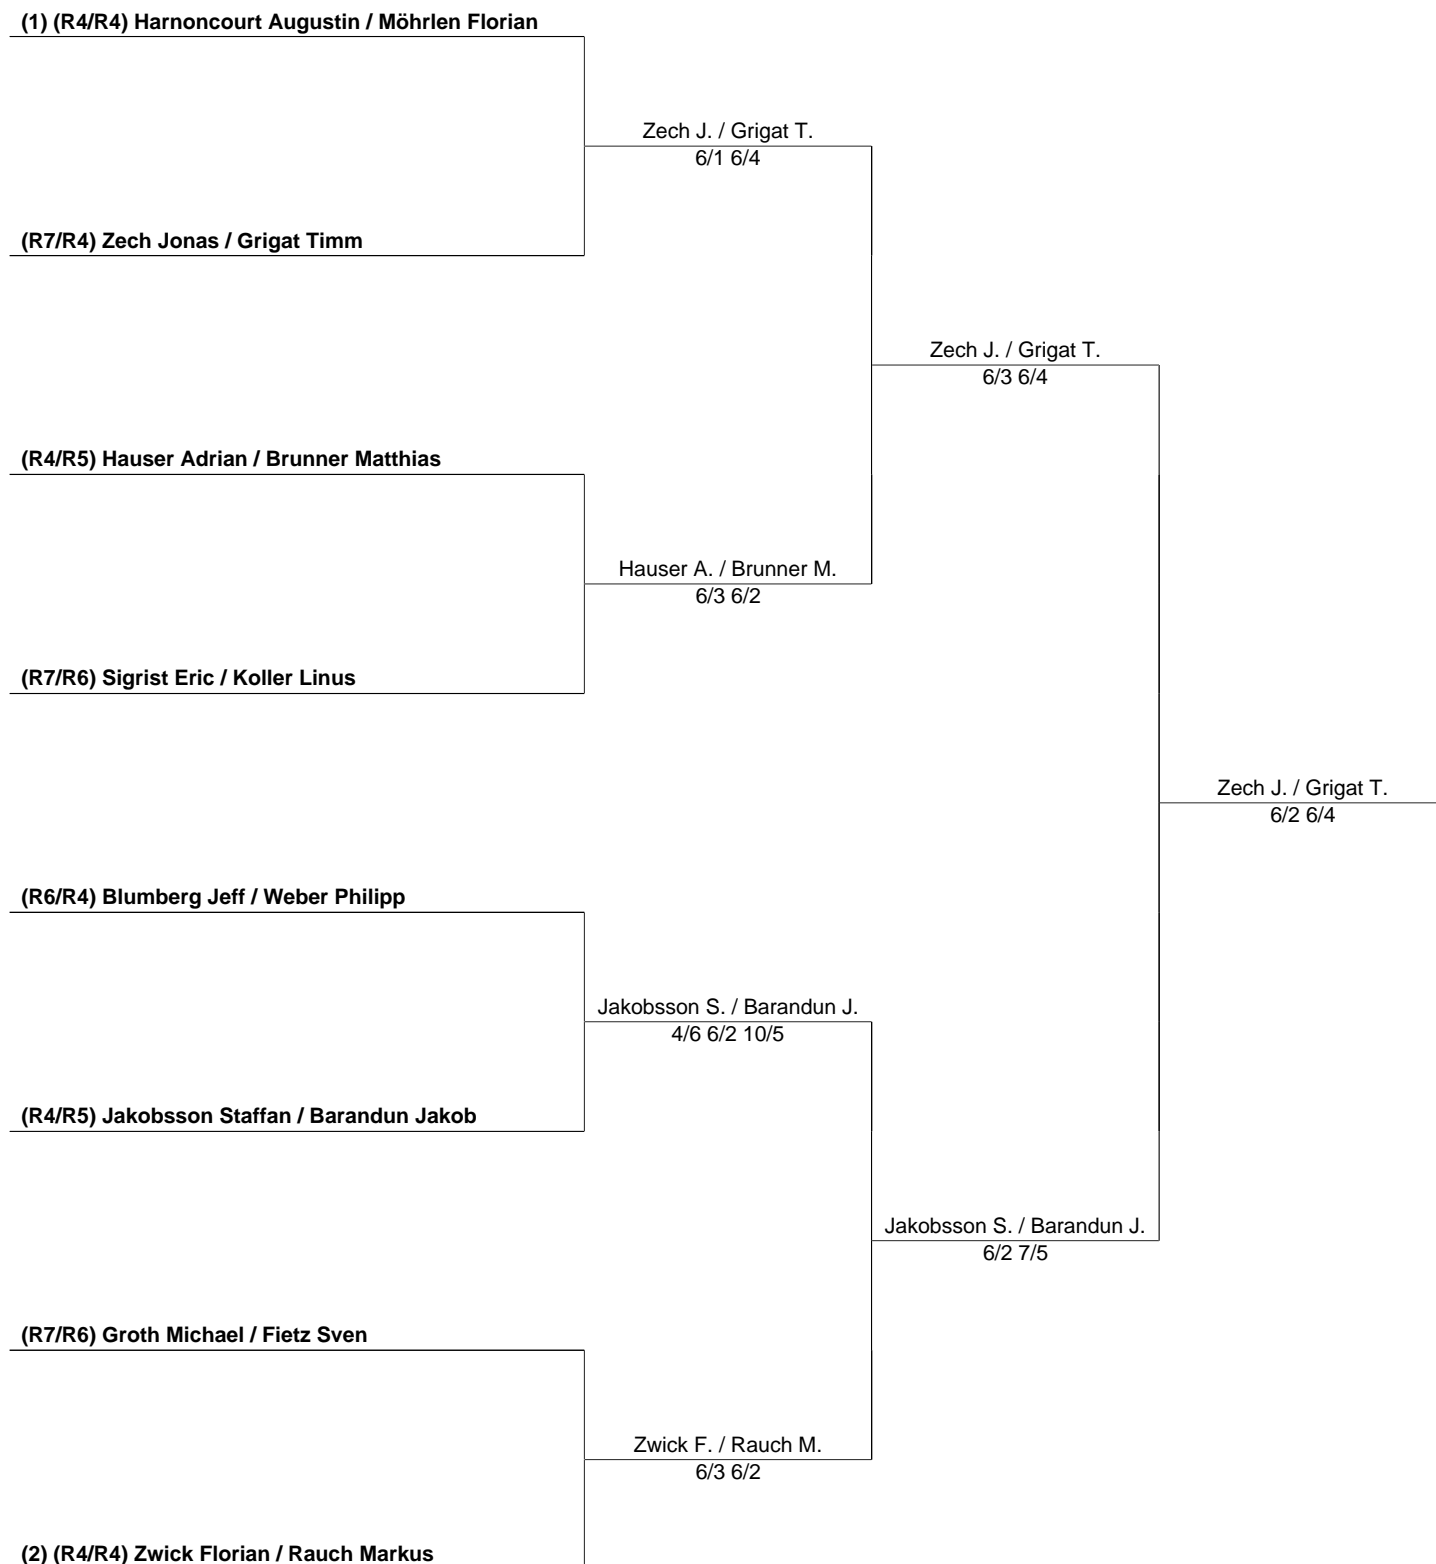 (1) (R4/R4) Harnoncourt Augustin / Möhrlen Florian
Zech J. / Grigat T.
6/1 6/4
(R7/R4) Zech Jonas / Grigat Timm
Zech J. / Grigat T.
6/3 6/4
(R4/R5) Hauser Adrian / Brunner Matthias
Hauser A. / Brunner M.
6/3 6/2
(R7/R6) Sigrist Eric / Koller Linus
Zech J. / Grigat T.
6/2 6/4
(R6/R4) Blumberg Jeff / Weber Philipp
Jakobsson S. / Barandun J.
4/6 6/2 10/5
(R4/R5) Jakobsson Staffan / Barandun Jakob
Jakobsson S. / Barandun J.
6/2 7/5
(R7/R6) Groth Michael / Fietz Sven
Zwick F. / Rauch M.
6/3 6/2
(2) (R4/R4) Zwick Florian / Rauch Markus